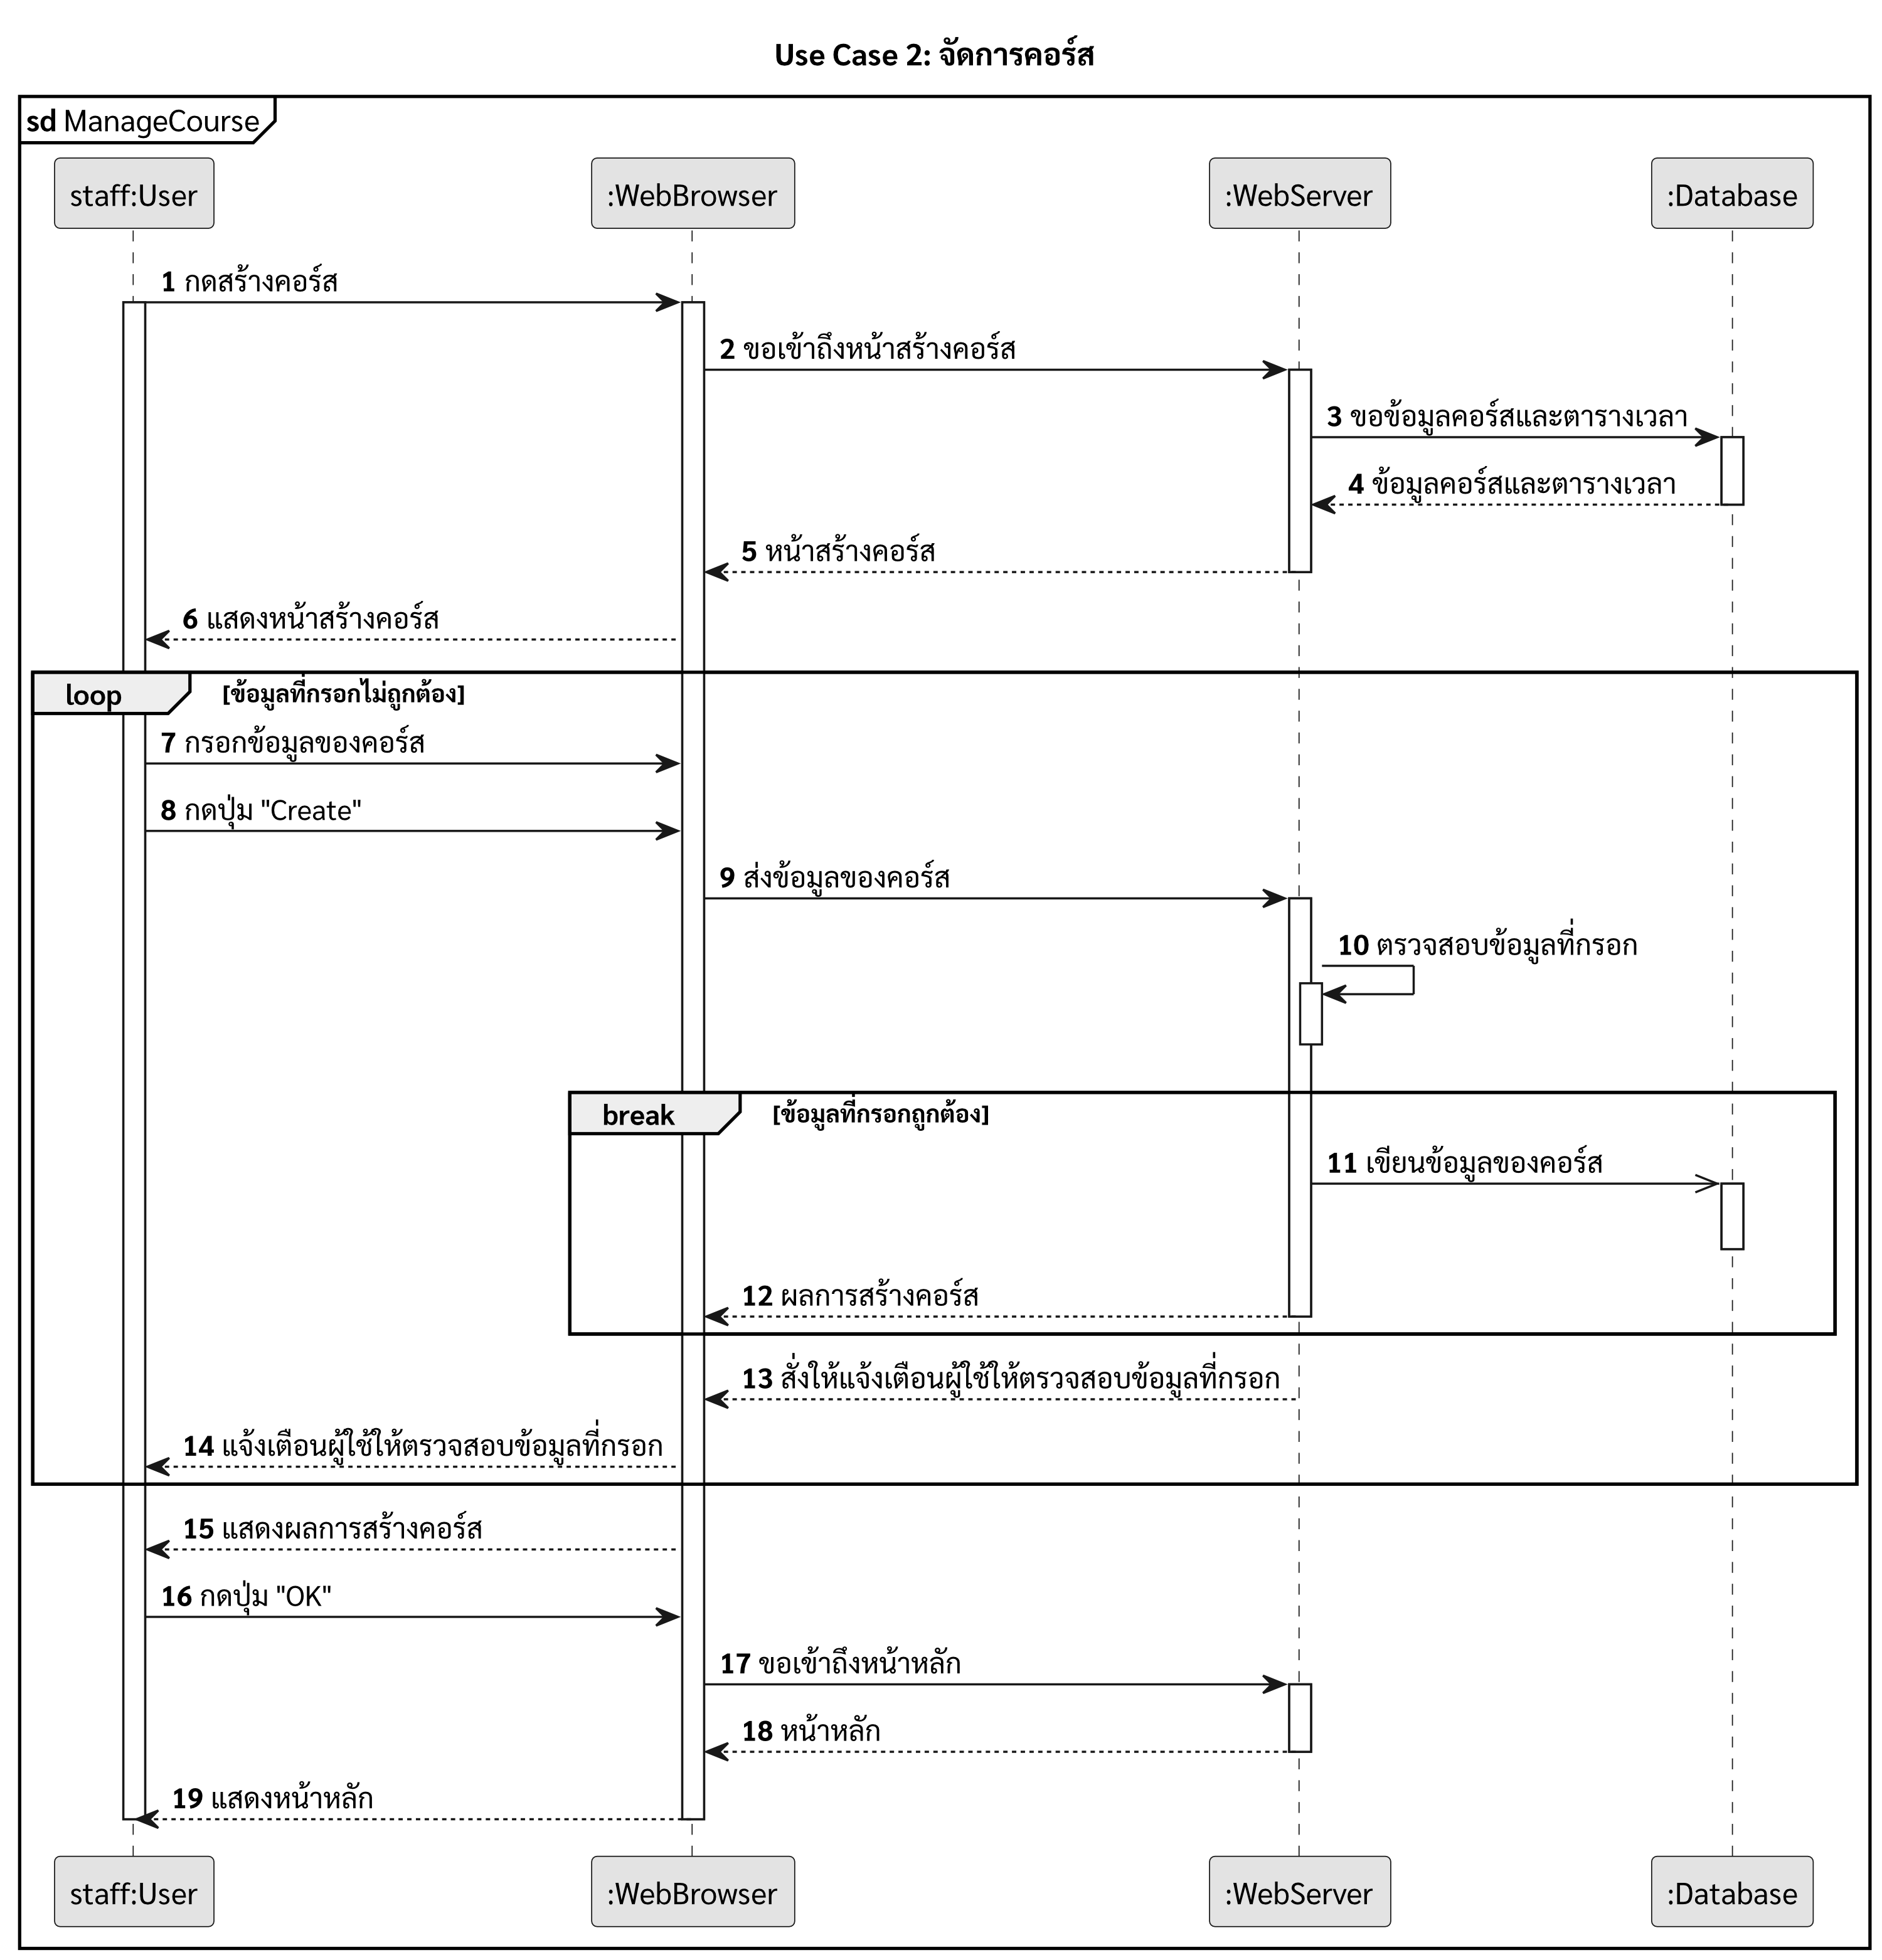 Use Case 2: จัดการคอร์ส
sd ManageCourse
staff:User :WebBrowser :WebServer :Database
1 กดสร้างคอร์ส
2 ขอเข้าถึงหน้าสร้างคอร์ส
3 ขอข้อมูลคอร์สและตารางเวลา
4 ข้อมูลคอร์สและตารางเวลา
5 หน้าสร้างคอร์ส
6 แสดงหน้าสร้างคอร์ส
loop [ข้อมูลที่กรอกไม่ถูกต้อง]
7 กรอกข้อมูลของคอร์ส
8 กดปุ่ม "Create"
9 ส่งข้อมูลของคอร์ส
10 ตรวจสอบข้อมูลที่กรอก
break [ข้อมูลที่กรอกถูกต้อง]
11 เขียนข้อมูลของคอร์ส
12 ผลการสร้างคอร์ส
13 สั่งให้แจ้งเตือนผู้ใช้ให้ตรวจสอบข้อมูลที่กรอก
14 แจ้งเตือนผู้ใช้ให้ตรวจสอบข้อมูลที่กรอก
15 แสดงผลการสร้างคอร์ส
16 กดปุ่ม "OK"
17 ขอเข้าถึงหน้าหลัก
18 หน้าหลัก
19 แสดงหน้าหลัก
staff:User :WebBrowser :WebServer :Database